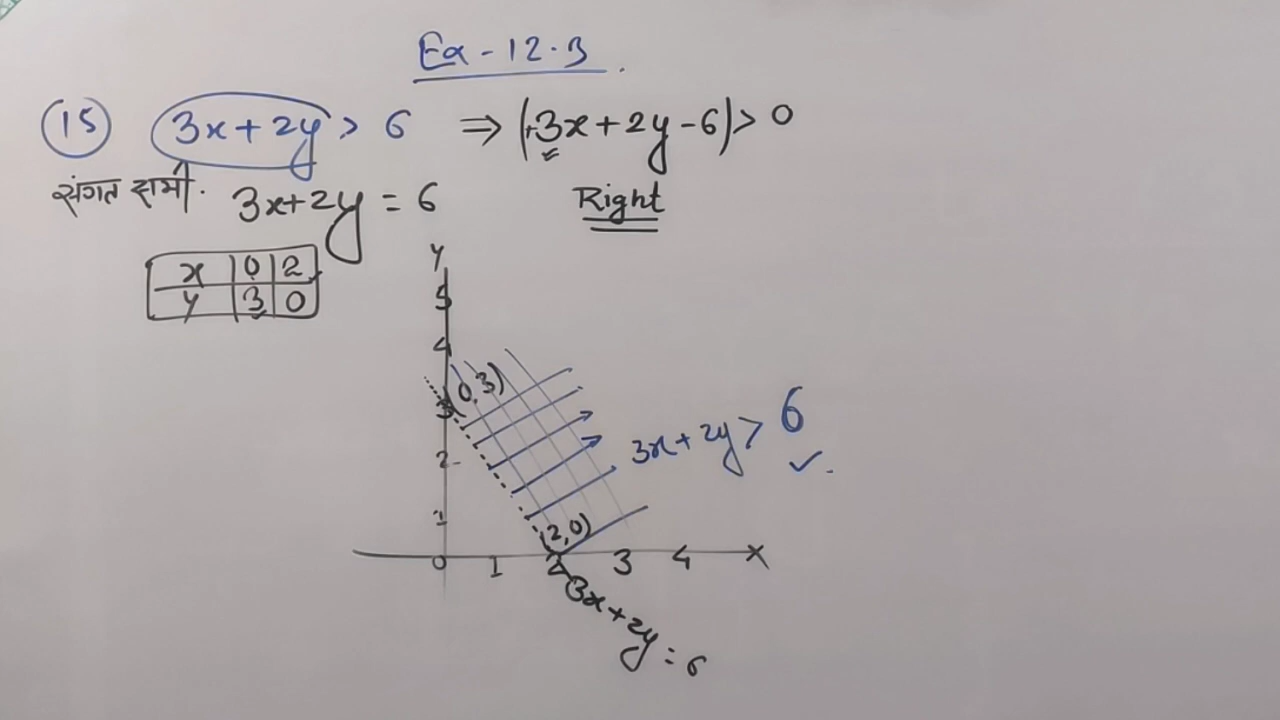 Ex - 12.3
(15) 3x + 2y > 6 ⇒ (+3x + 2y - 6) > 0
संगत समी. 3x + 2y = 6
Right
x | 0 | 2
y | 3 | 0
Y
5
4
(0,3)
3
3x + 2y > 6
2
1
(2,0)
0 1 2 3 4 X
3x + 2y = 6